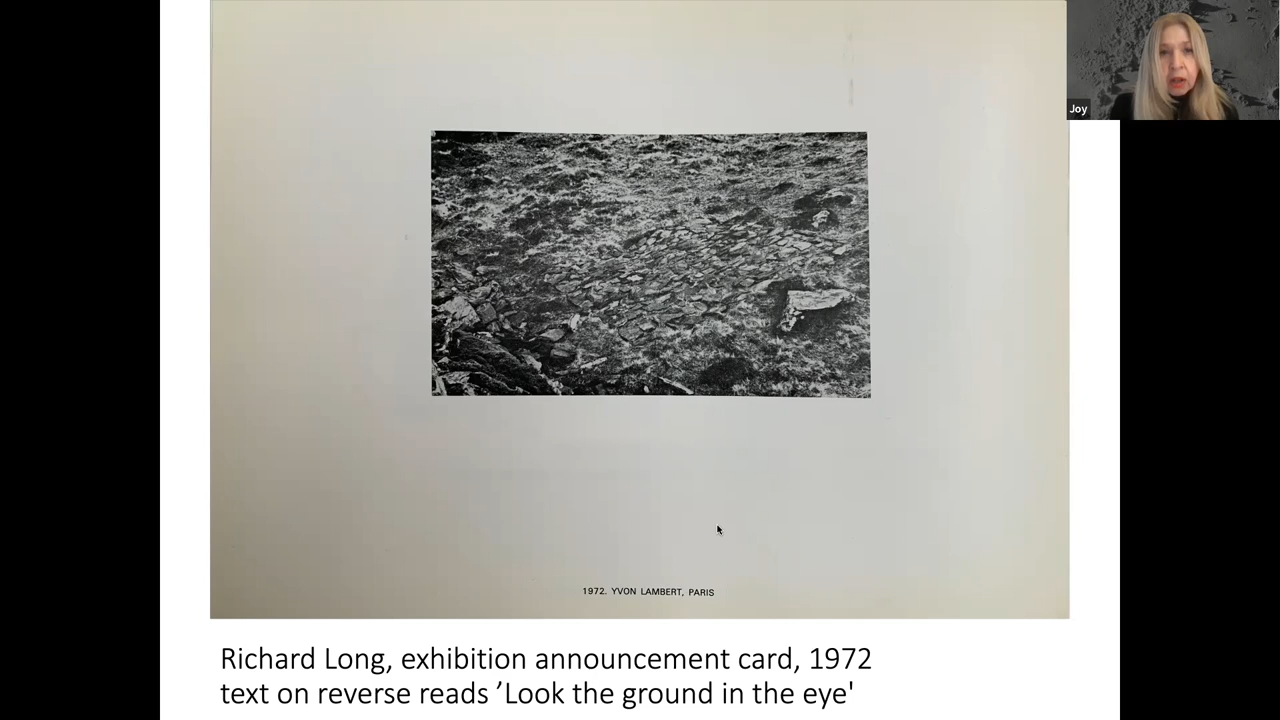 Joy
1972. YVON LAMBERT, PARIS
Richard Long, exhibition announcement card, 1972
text on reverse reads ’Look the ground in the eye'